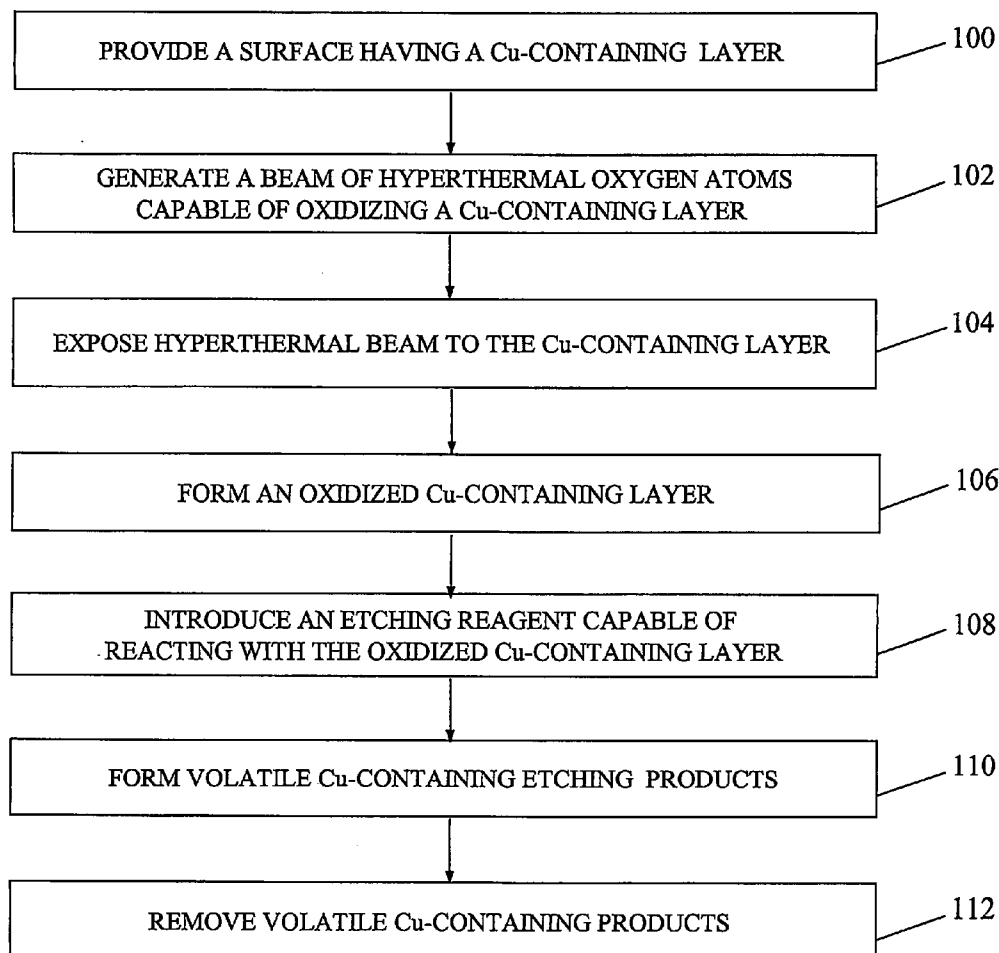 PROVIDE A SURFACE HAVING A Cu-CONTAINING LAYER
100
GENERATE A BEAM OF HYPERTHERMAL OXYGEN ATOMS
CAPABLE OF OXIDIZING A Cu-CONTAINING LAYER
102
EXPOSE HYPERTHERMAL BEAM TO THE Cu-CONTAINING LAYER
104
FORM AN OXIDIZED Cu-CONTAINING LAYER
106
INTRODUCE AN ETCHING REAGENT CAPABLE OF
REACTING WITH THE OXIDIZED Cu-CONTAINING LAYER
108
FORM VOLATILE Cu-CONTAINING ETCHING PRODUCTS
110
REMOVE VOLATILE Cu-CONTAINING PRODUCTS
112